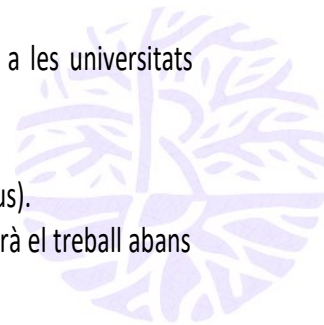 a les universitats
us).
rà el treball abans